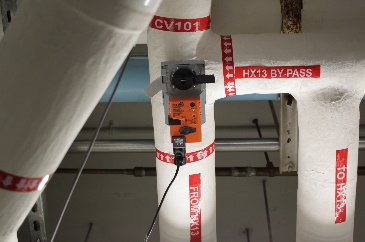 CV101
HX13 BY-PASS
FROM HX13
TO HX13